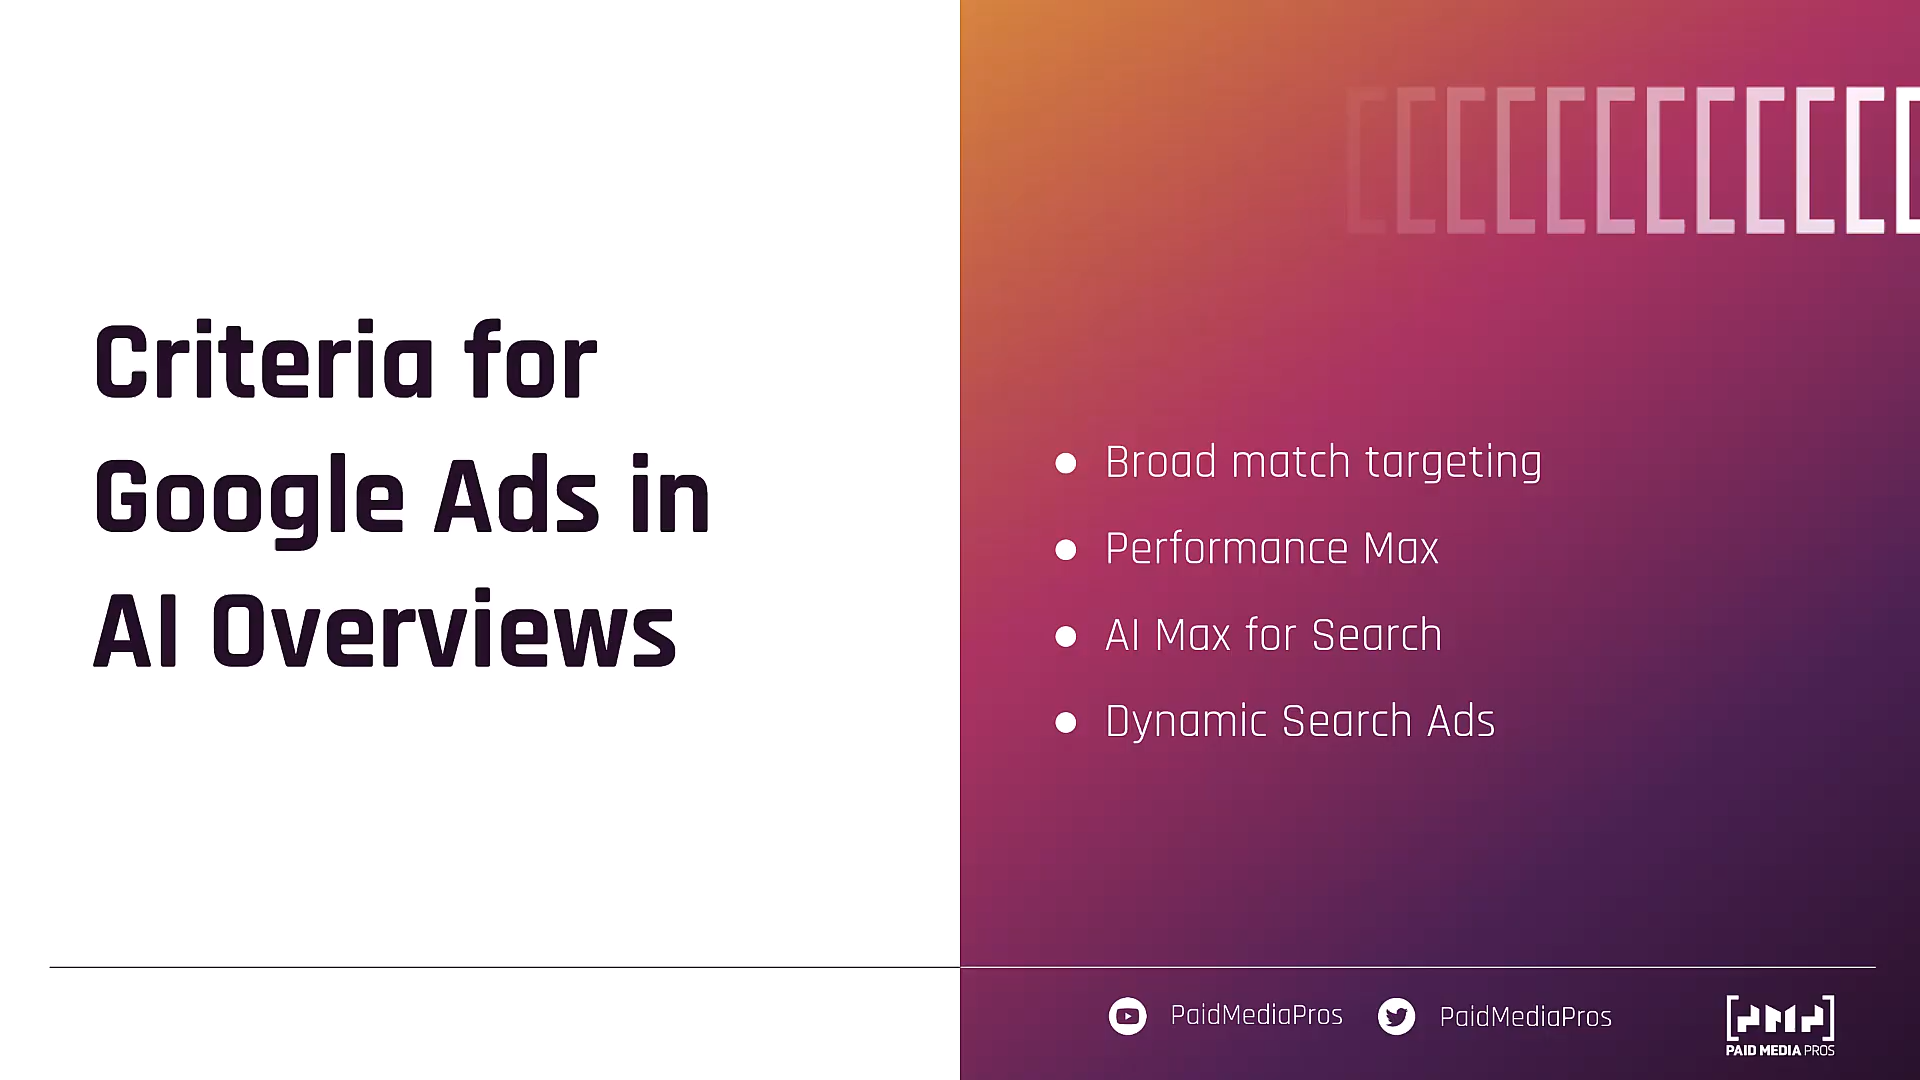 Criteria for
Google Ads in
AI Overviews
Broad match targeting
Performance Max
AI Max for Search
Dynamic Search Ads
PaidMediaPros
PaidMediaPros
PAID MEDIA PROS